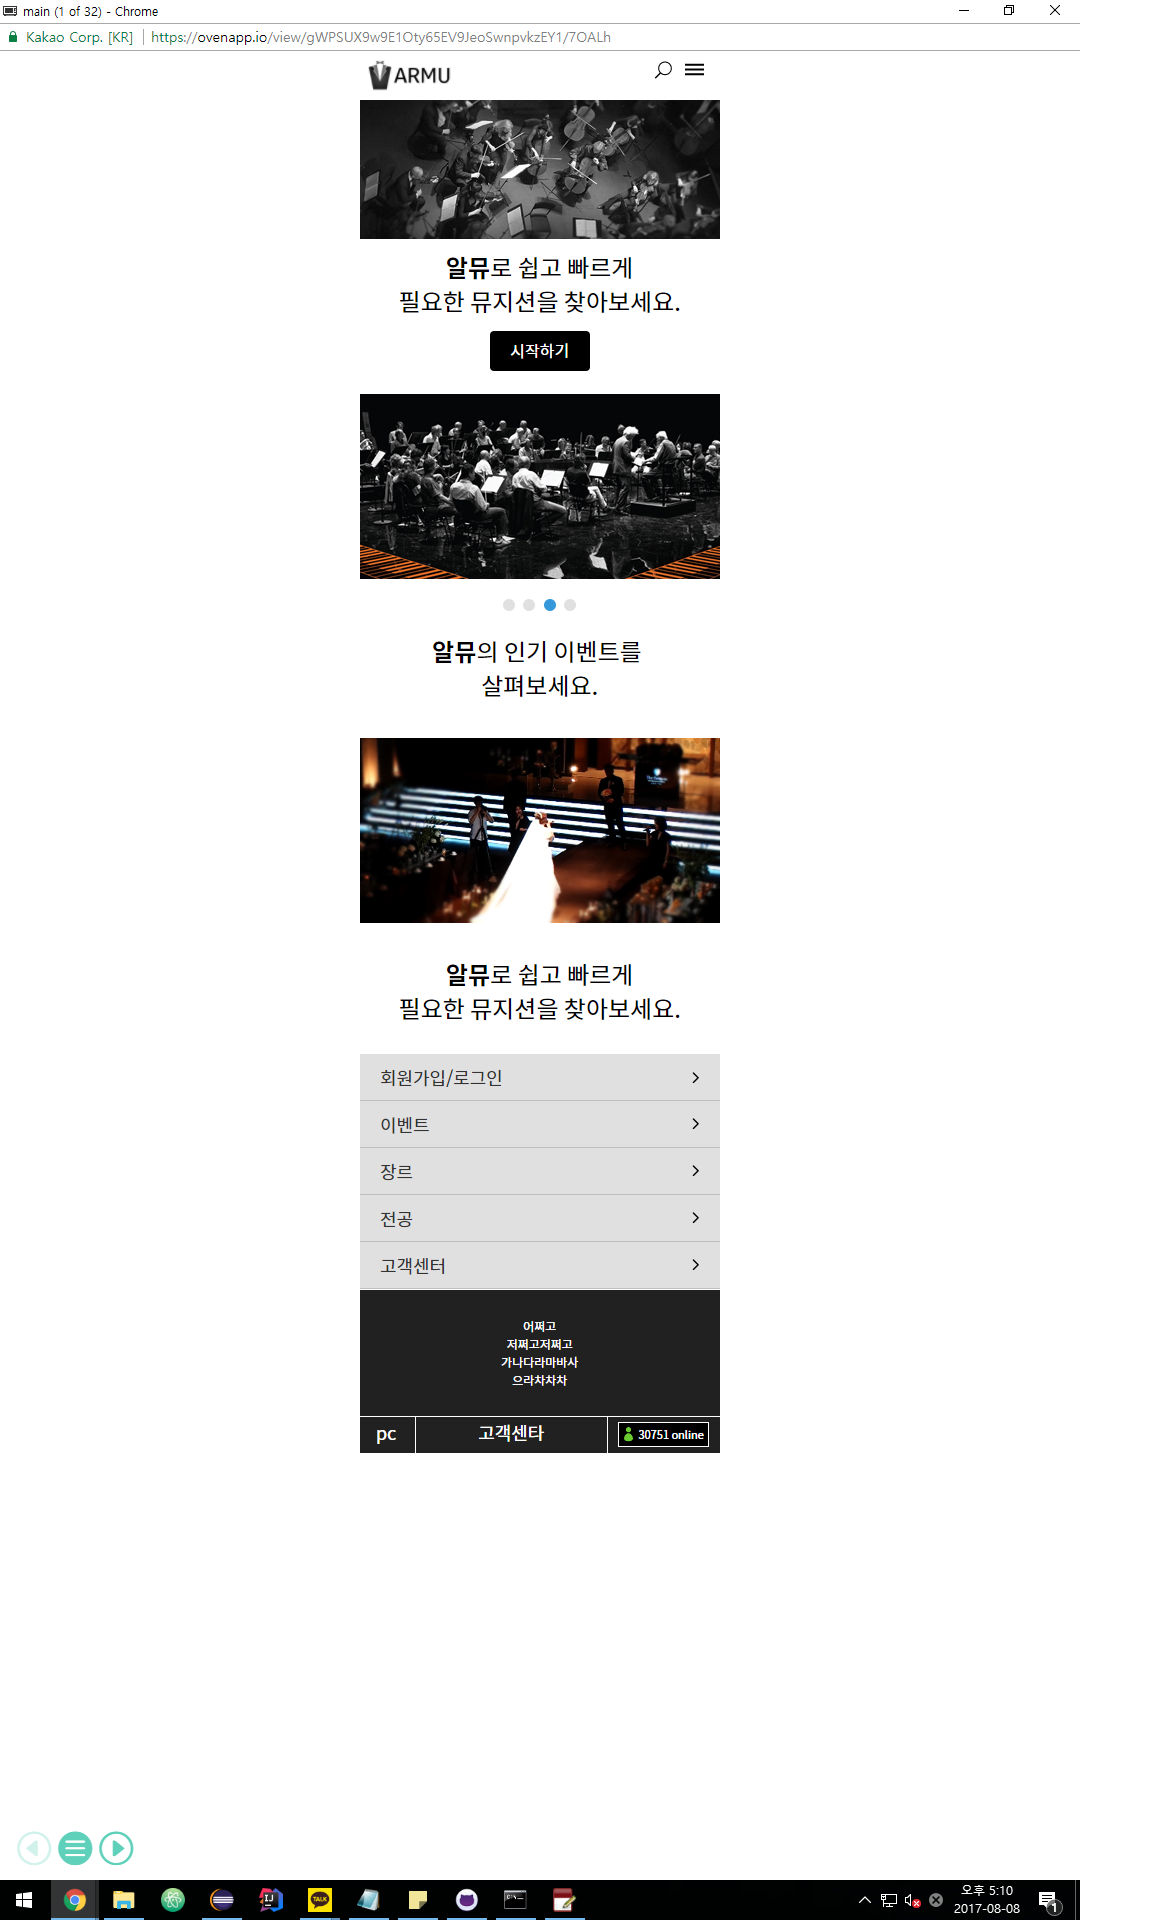 main (1 of 32) - Chrome
Kakao Corp. [KR] https://ovenapp.io/view/gWPSUX9w9E1Oty65EV9JeoSwnpvkzEY1/7OALh
ARMU
알뮤로 쉽고 빠르게
필요한 뮤지션을 찾아보세요.
시작하기
알뮤의 인기 이벤트를
살펴보세요.
알뮤로 쉽고 빠르게
필요한 뮤지션을 찾아보세요.
회원가입/로그인
이벤트
장르
전공
고객센터
어쩌고
저쩌고저쩌고
가나다라마바사
으라차차차
pc 고객센타 30751 online
IJ
TALK
오후 5:10
2017-08-08
1